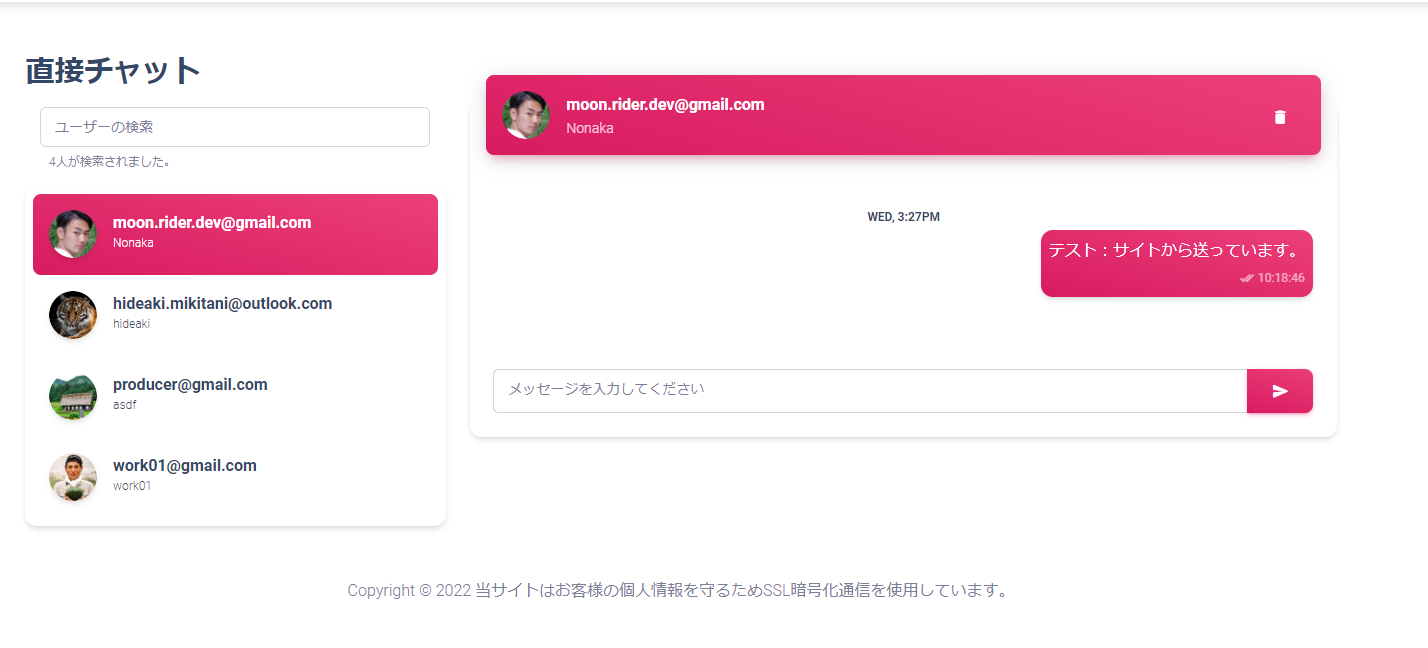 直接チャット
ユーザーの検索
4人が検索されました。
moon.rider.dev@gmail.com
Nonaka
hideaki.mikitani@outlook.com
hideaki
producer@gmail.com
asdf
work01@gmail.com
work01
moon.rider.dev@gmail.com
Nonaka
WED, 3:27PM
テスト：サイトから送っています。
10:18:46
メッセージを入力してください
Copyright © 2022 当サイトはお客様の個人情報を守るためSSL暗号化通信を使用しています。